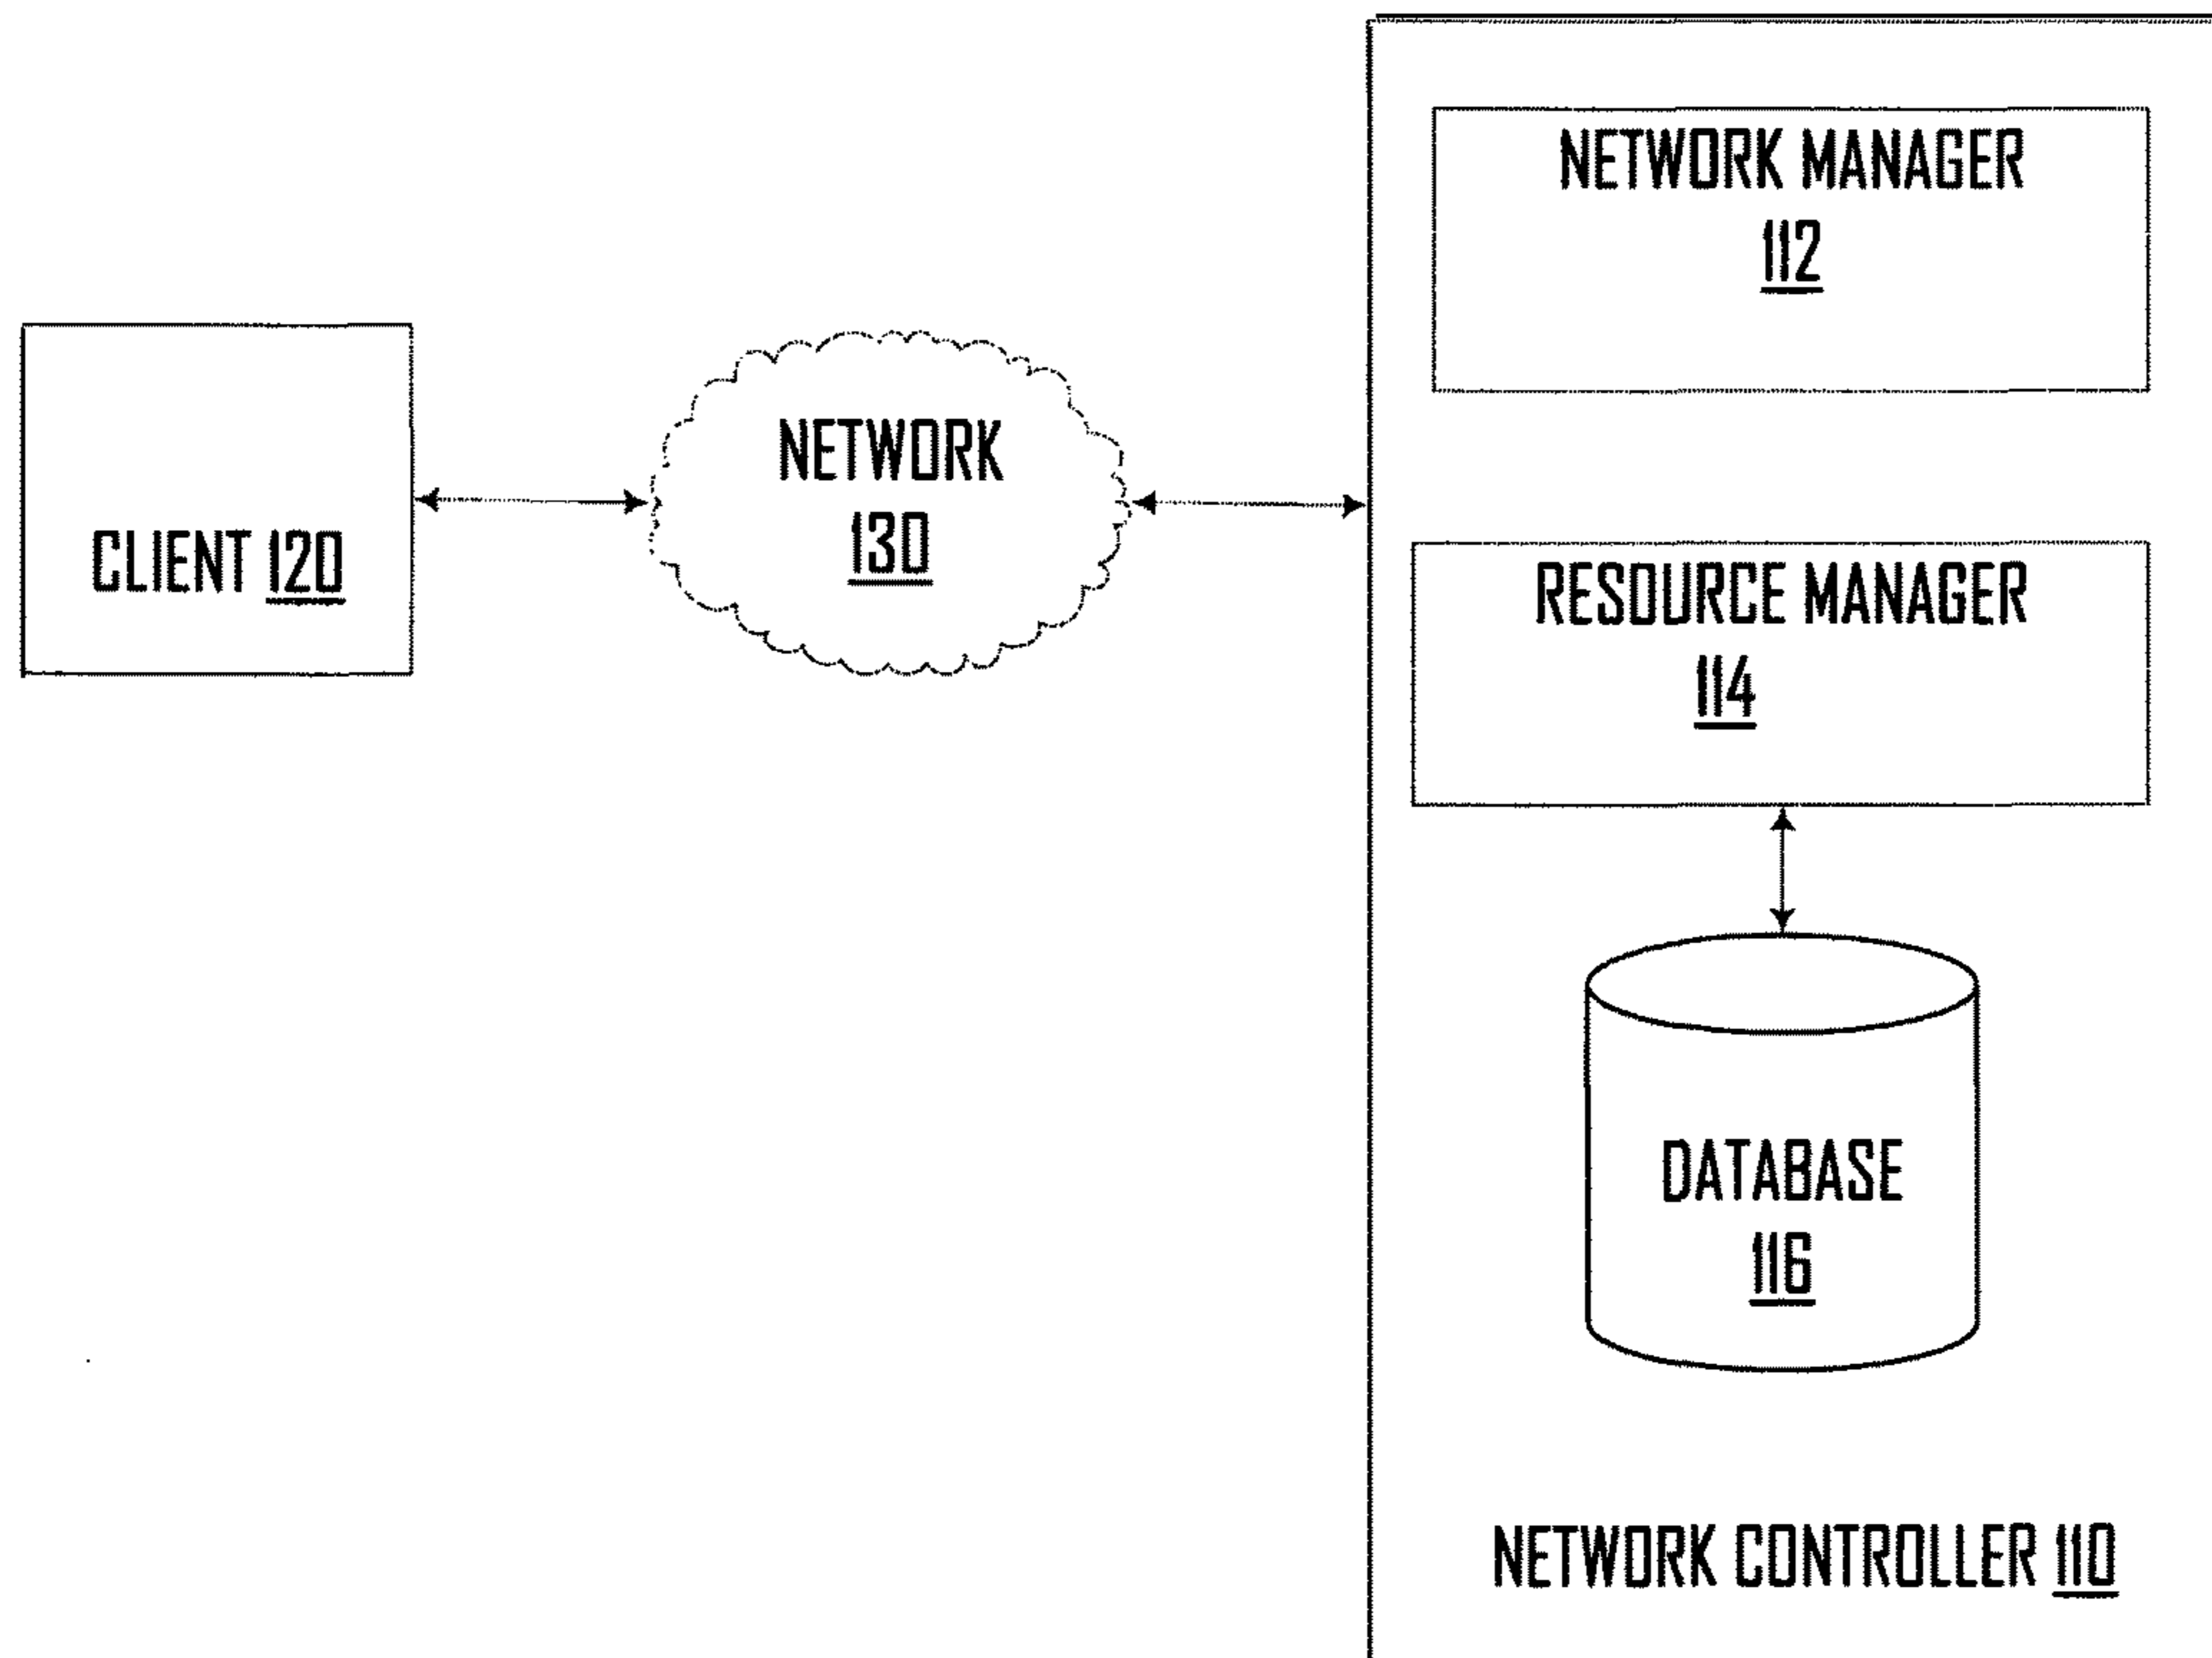 NETWORK MANAGER
112
CLIENT 120
NETWORK
130
RESOURCE MANAGER
114
DATABASE
116
NETWORK CONTROLLER 110